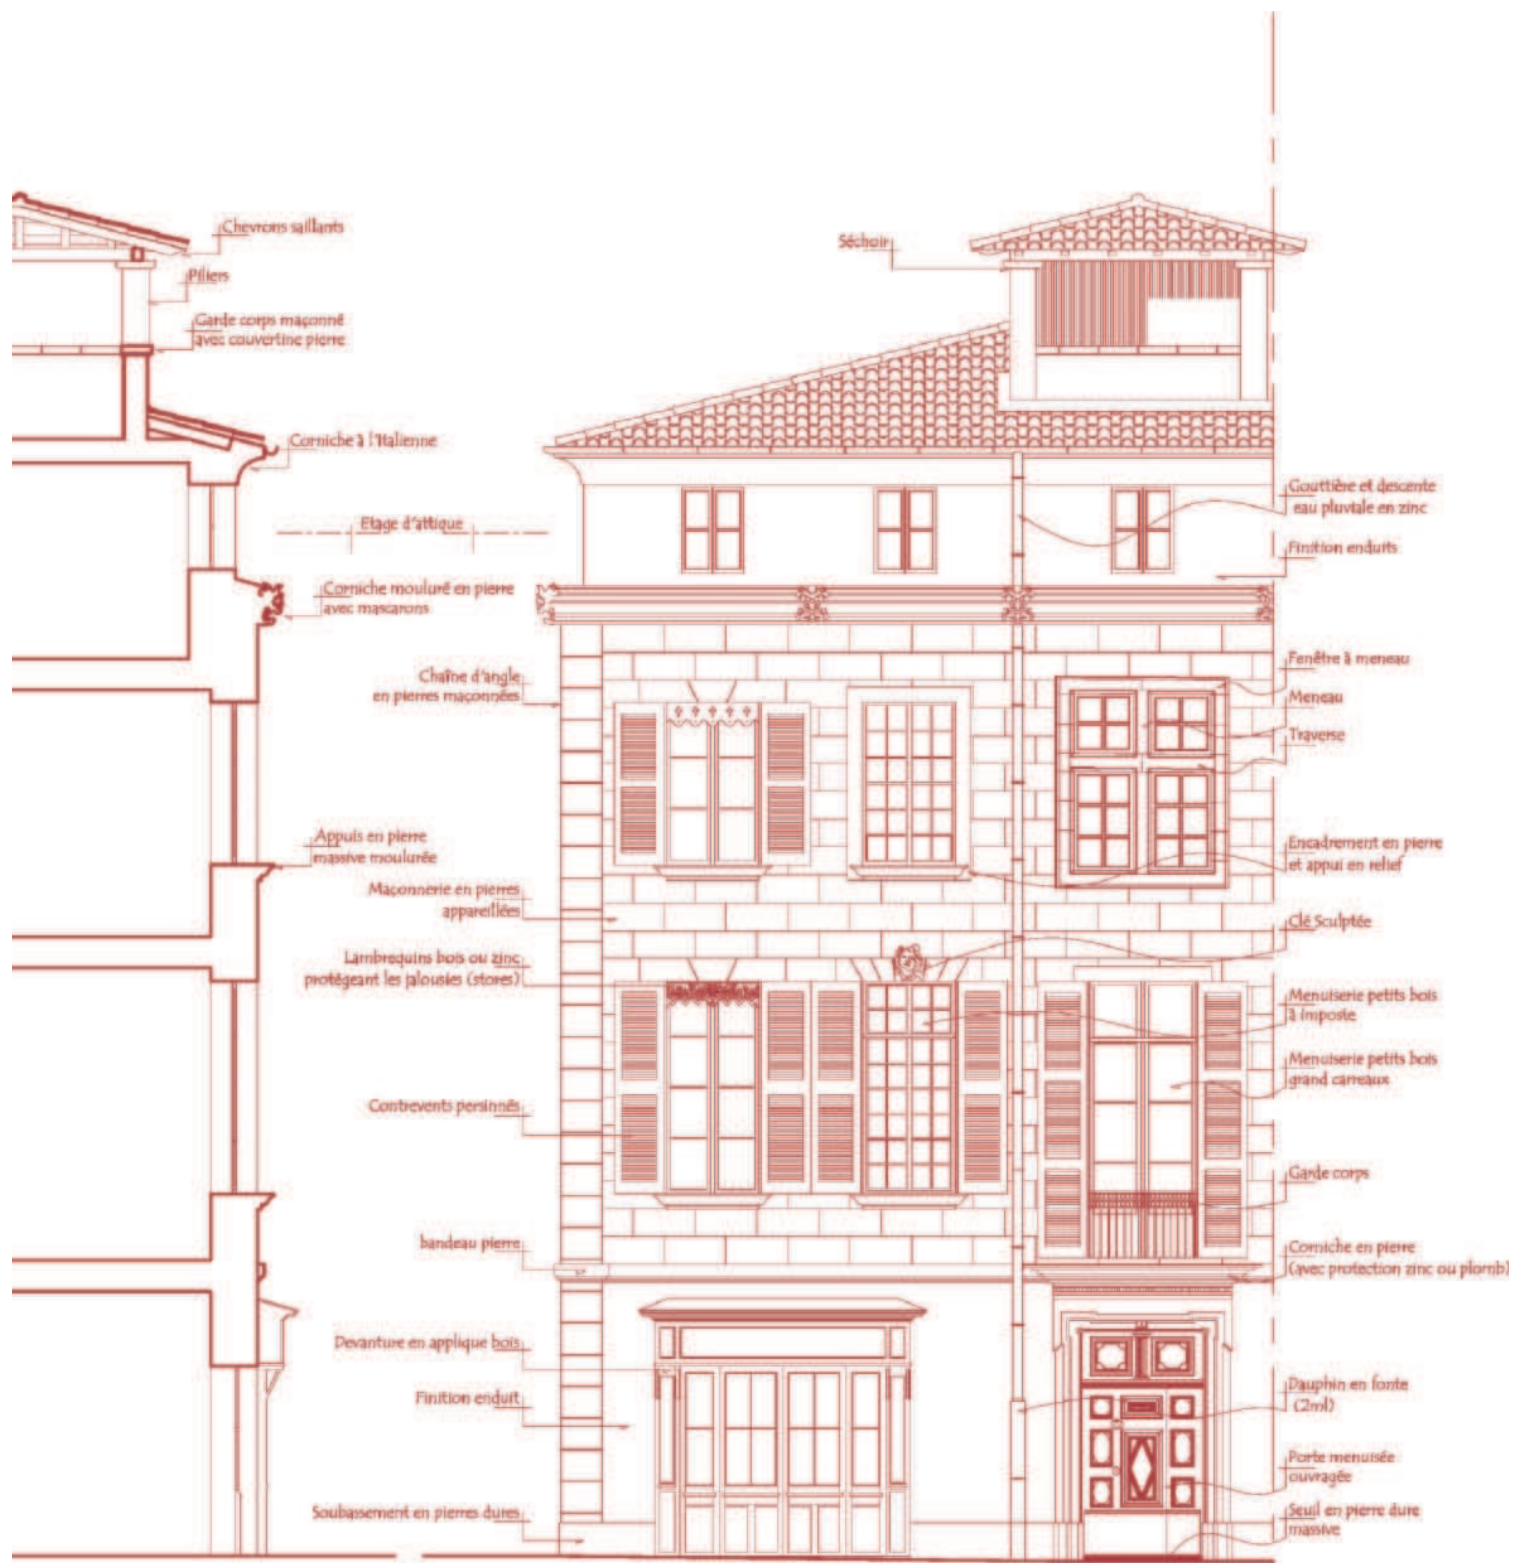 Chevrons saillants
Piliers
Garde corps maçonné
avec couvertine pierre
Corniche à l'Italienne
Etage d'attique
Corniche mouluré en pierre
avec mascarons
Chaîne d'angle
en pierres maçonnées
Appuis en pierre
massive moulurée
Maçonnerie en pierres
appareillées
Lambrequins bois ou zinc
protégeant les jalousies (stores)
Contrevents persinnés
bandeau pierre
Devanture en applique bois
Finition enduit
Soubassement en pierres dures
Séchoir
Gouttière et descente
eau pluviale en zinc
Finition enduits
Fenêtre à meneau
Meneau
Traverse
Encadrement en pierre
et appui en relief
Clé Sculptée
Menuiserie petits bois
à imposte
Menuiserie petits bois
grand carreaux
Garde corps
Corniche en pierre
(avec protection zinc ou plomb)
Dauphin en fonte
(2ml)
Porte menuisée
ouvragée
Seuil en pierre dure
massive